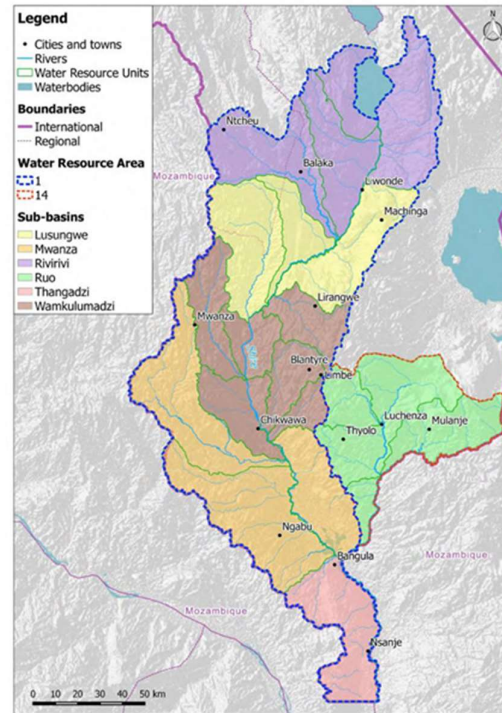 Legend
Cities and towns
Rivers
Water Resource Units
Waterbodies
Boundaries
International
Regional
Water Resource Area
1
14
Sub-basins
Lusungwe
Mwanza
Rivirivi
Ruo
Thangadzi
Wamkulumadzi
N
Ntcheu
Mozambique
Balaka
Liwonde
Machinga
Lirangwe
Mwanza
Blantyre
Limbe
Chikwawa
Luchenza
Mulanje
Thyolo
Ngabu
Bangula
Mozambique
Mozambique
Nsanje
0 10 20 30 40 50 km